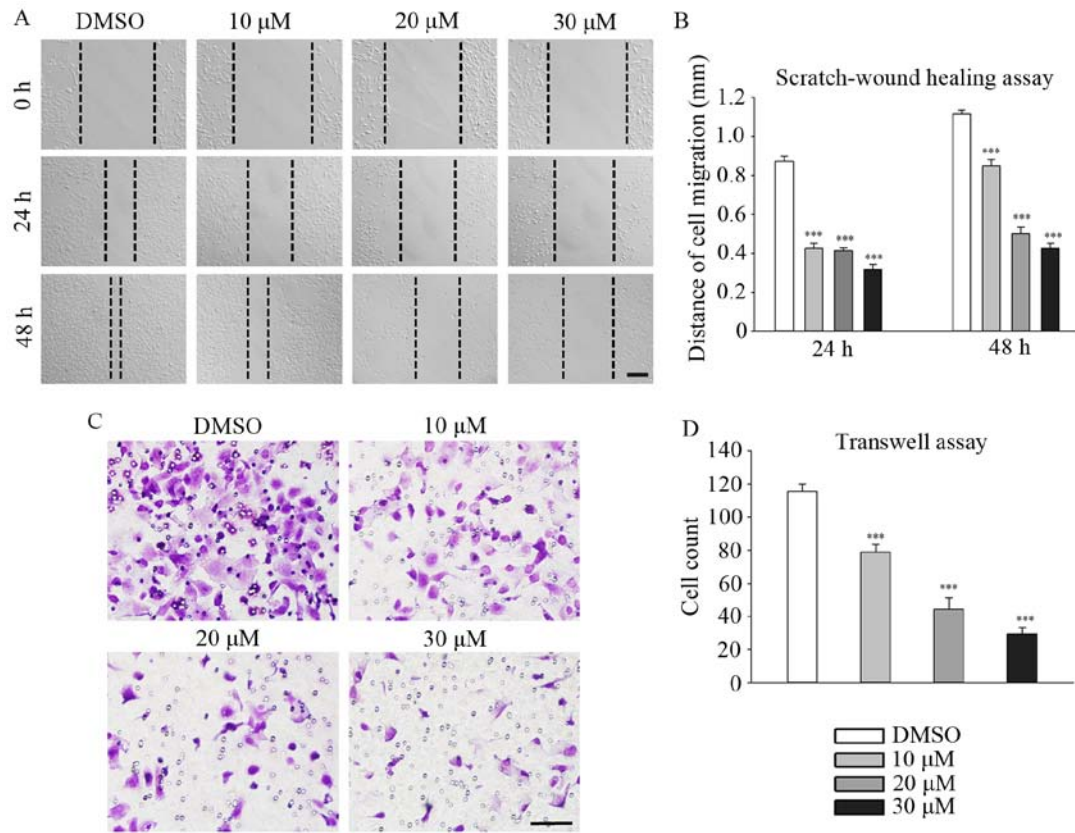 A
DMSO
10 μM
20 μM
30 μM
0 h
24 h
48 h
B
Scratch-wound healing assay
Distance of cell migration (mm)
1.2
1.0
0.8
0.6
0.4
0.2
0
***
***
***
***
***
***
24 h
48 h
C
DMSO
10 μM
20 μM
30 μM
D
Transwell assay
Cell count
140
120
100
80
60
40
20
0
***
***
***
DMSO
10 μM
20 μM
30 μM